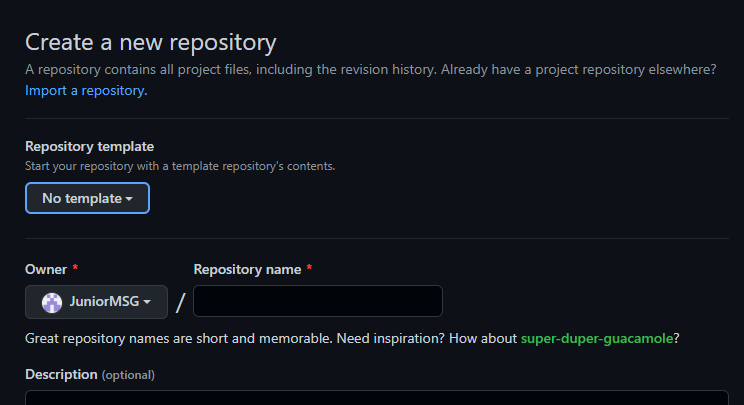 Create a new repository
A repository contains all project files, including the revision history. Already have a project repository elsewhere?
Import a repository.
Repository template
Start your repository with a template repository's contents.
No template
Owner * Repository name *
JuniorMSG /
Great repository names are short and memorable. Need inspiration? How about super-duper-guacamole?
Description (optional)